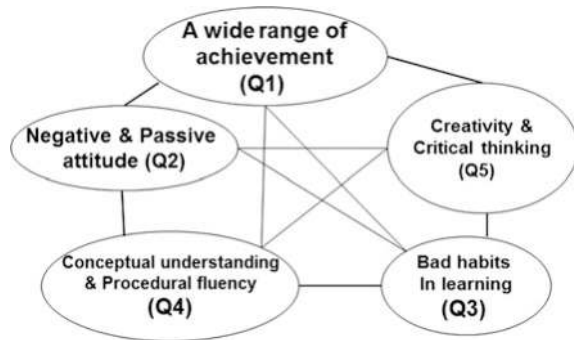 A wide range of
achievement
(Q1)
Negative & Passive
attitude (Q2)
Creativity &
Critical thinking
(Q5)
Conceptual understanding
& Procedural fluency
(Q4)
Bad habits
In learning
(Q3)